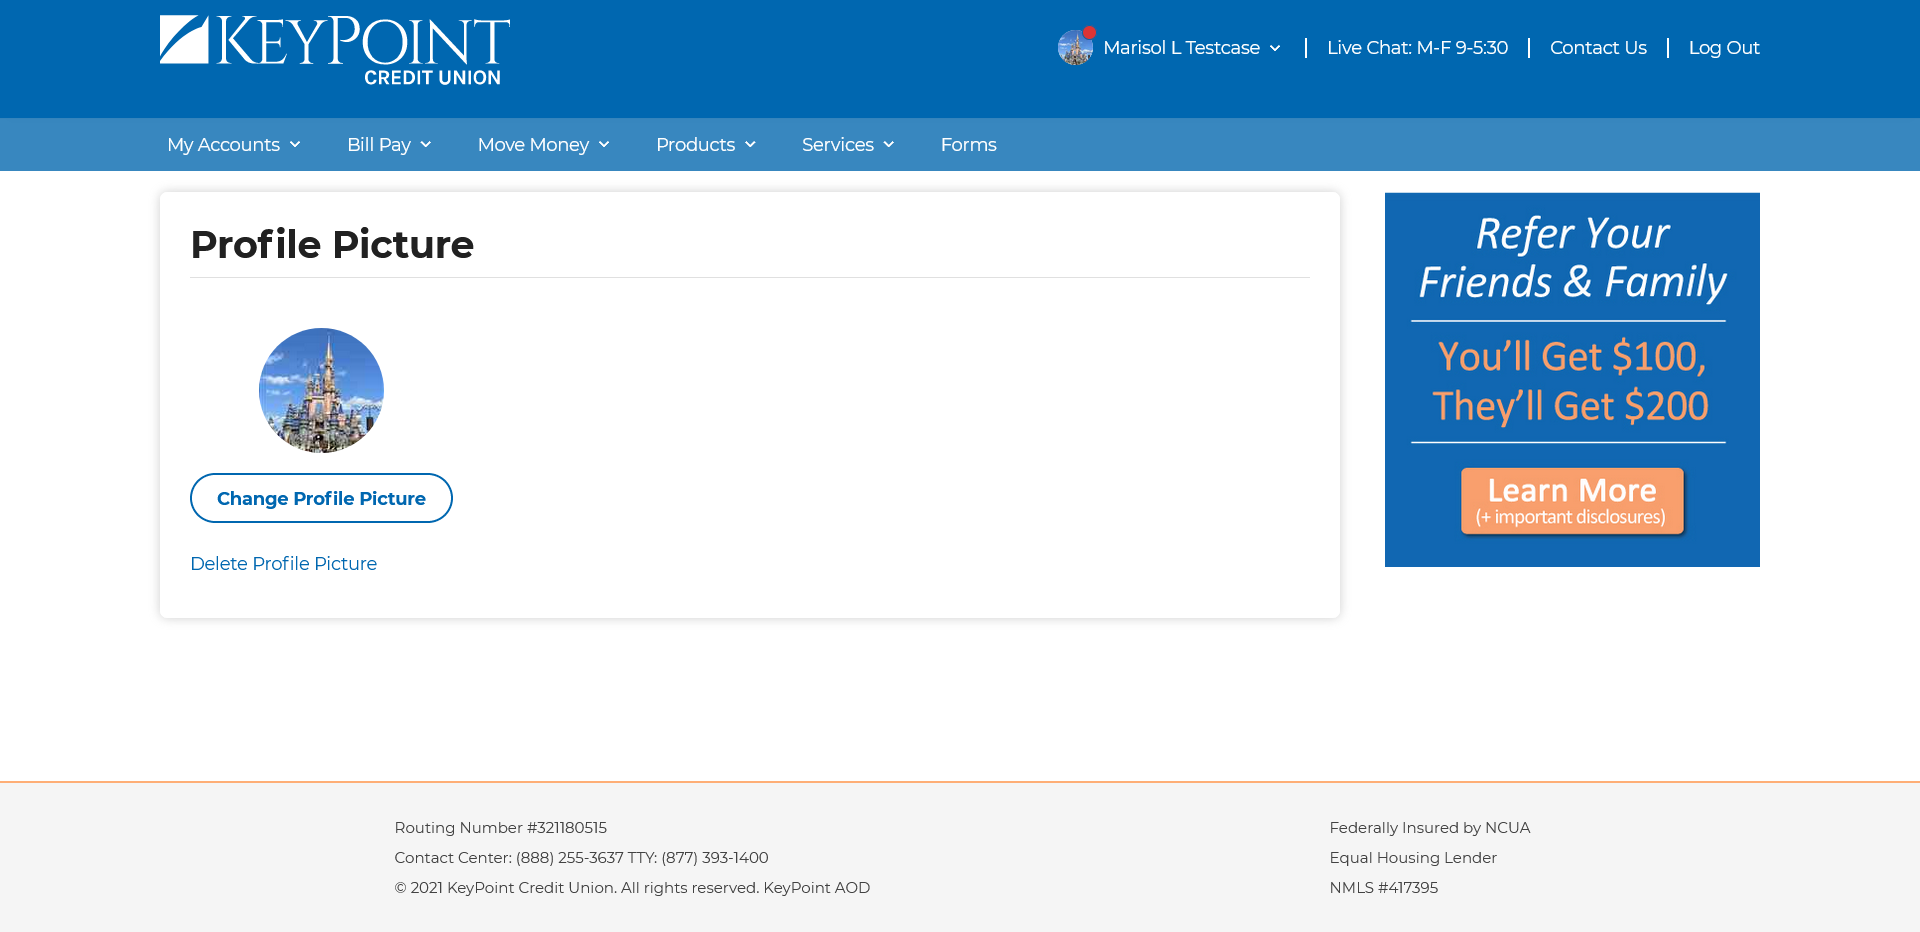 KEYPOINT
CREDIT UNION
Marisol L Testcase
Live Chat: M-F 9-5:30
Contact Us
Log Out
My Accounts
Bill Pay
Move Money
Products
Services
Forms
Profile Picture
Change Profile Picture
Delete Profile Picture
Refer Your
Friends & Family
You'll Get $100,
They'll Get $200
Learn More
(+ important disclosures)
Routing Number #321180515
Contact Center: (888) 255-3637 TTY: (877) 393-1400
© 2021 KeyPoint Credit Union. All rights reserved. KeyPoint AOD
Federally Insured by NCUA
Equal Housing Lender
NMLS #417395